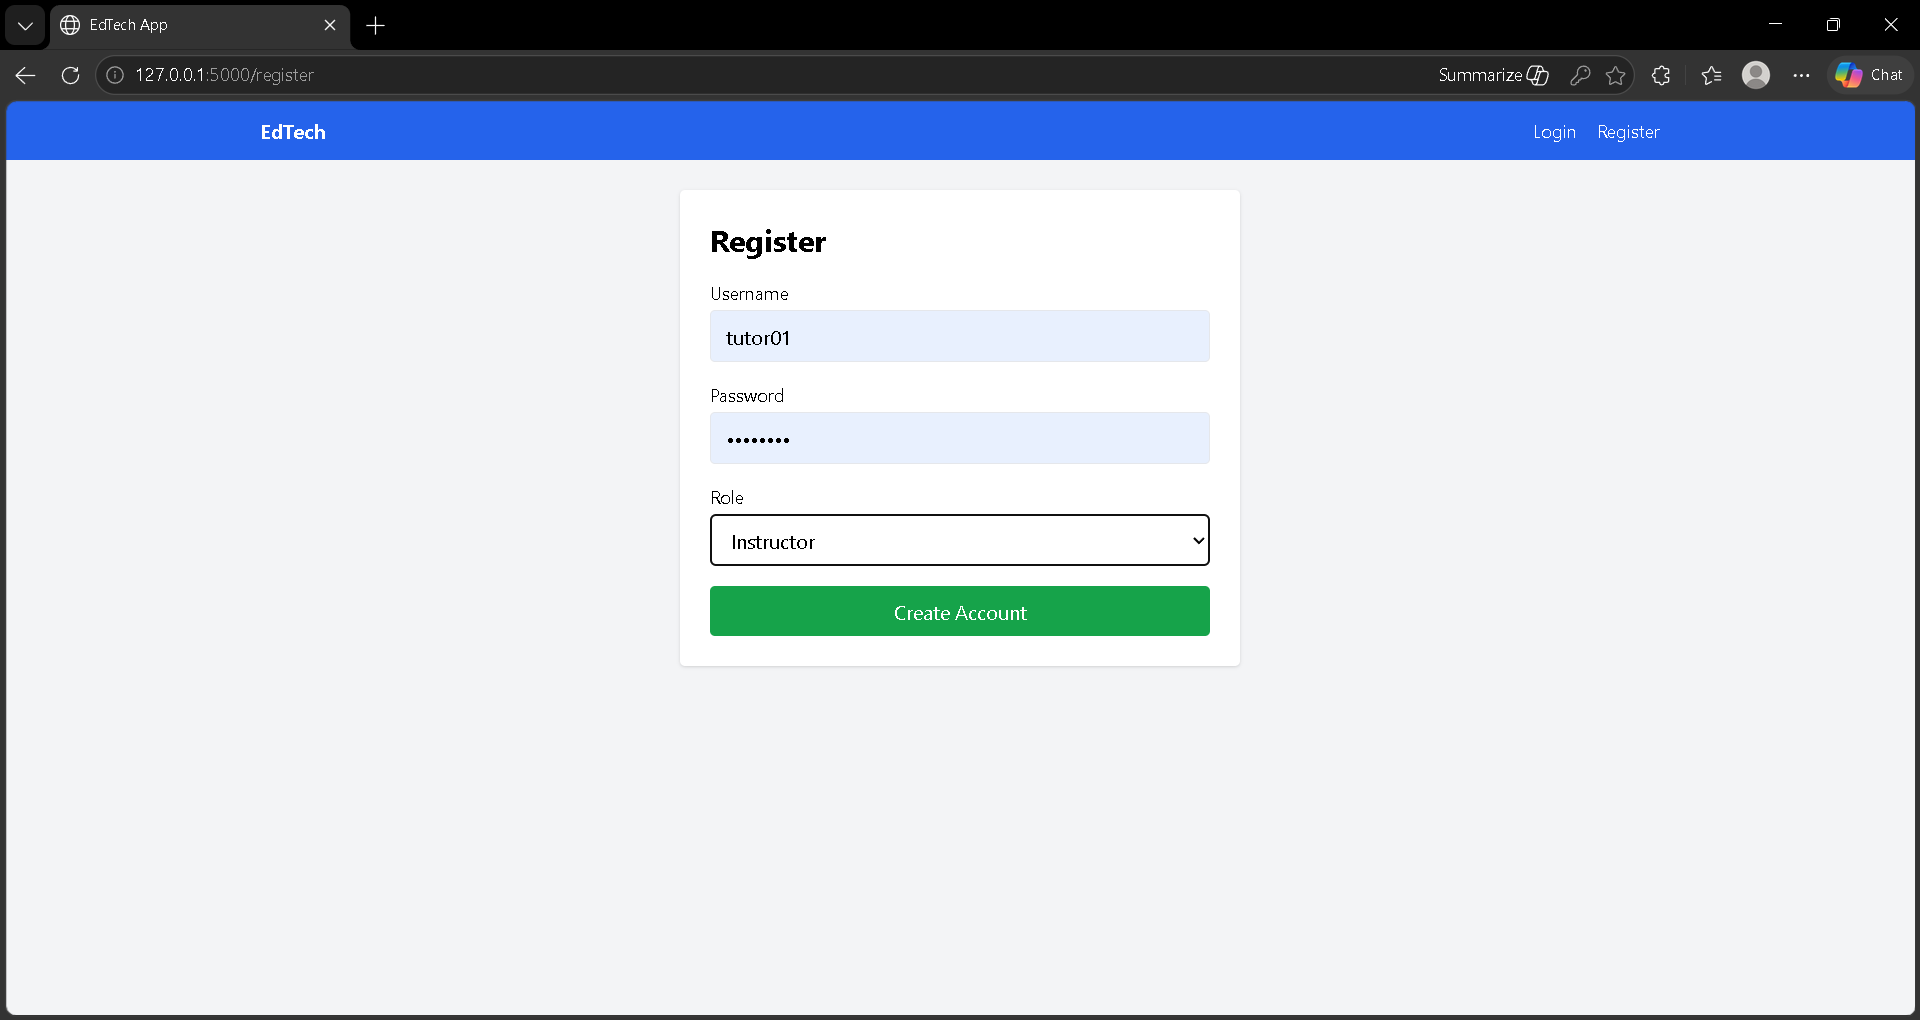 EdTech App
127.0.0.1:5000/register
Summarize
Chat
EdTech
Login
Register
Register
Username
tutor01
Password
••••••••
Role
Instructor
Create Account